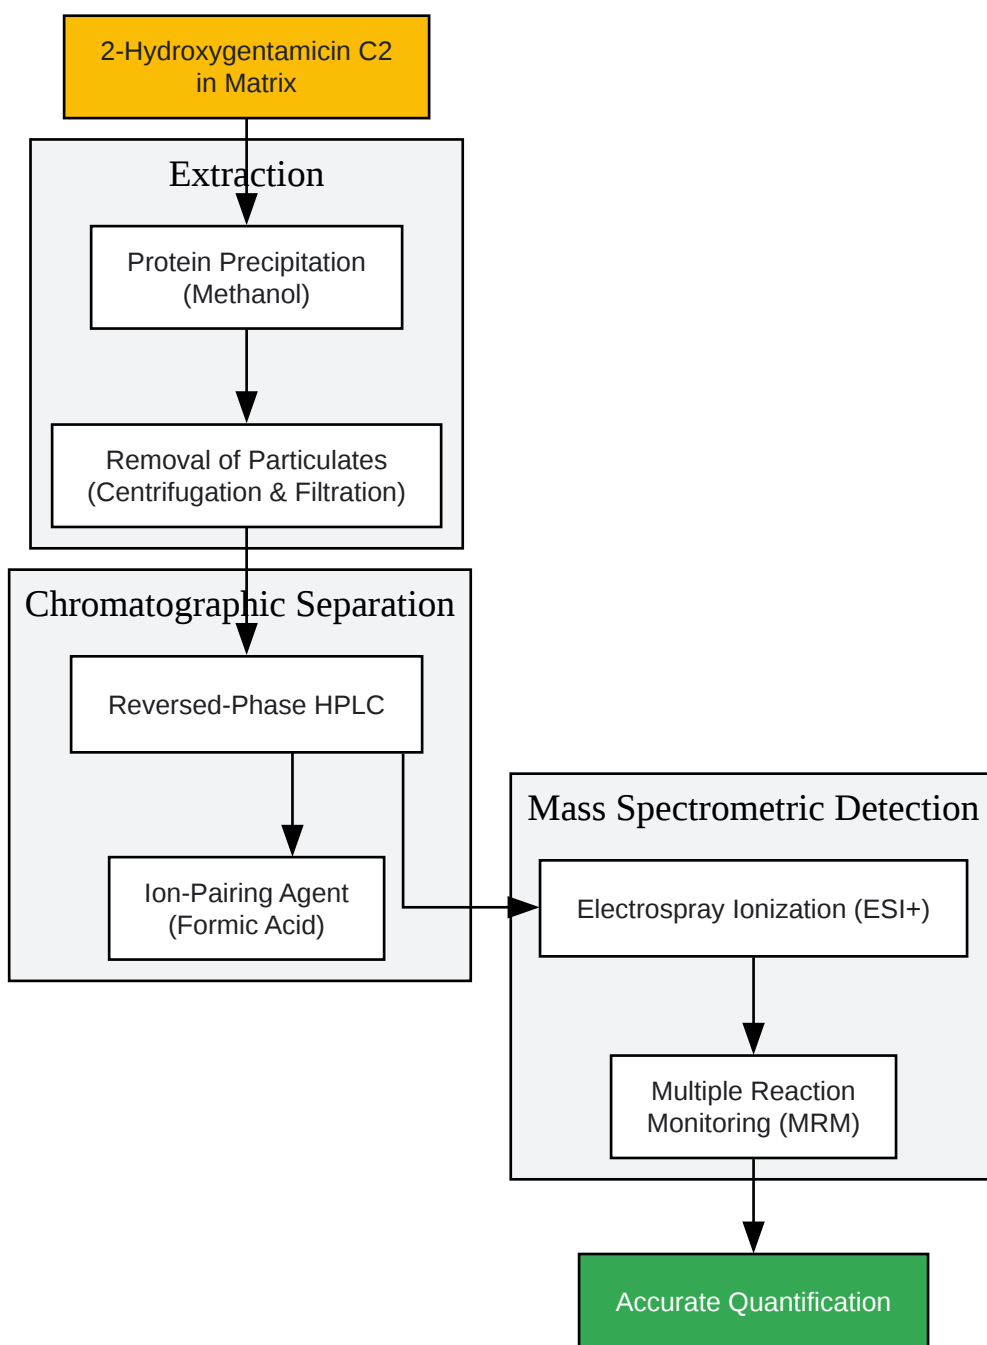 2-Hydroxygentamicin C2
in Matrix
Extraction
Protein Precipitation
(Methanol)
Removal of Particulates
(Centrifugation & Filtration)
Chromatographic Separation
Reversed-Phase HPLC
Ion-Pairing Agent
(Formic Acid)
Mass Spectrometric Detection
Electrospray Ionization (ESI+)
Multiple Reaction
Monitoring (MRM)
Accurate Quantification